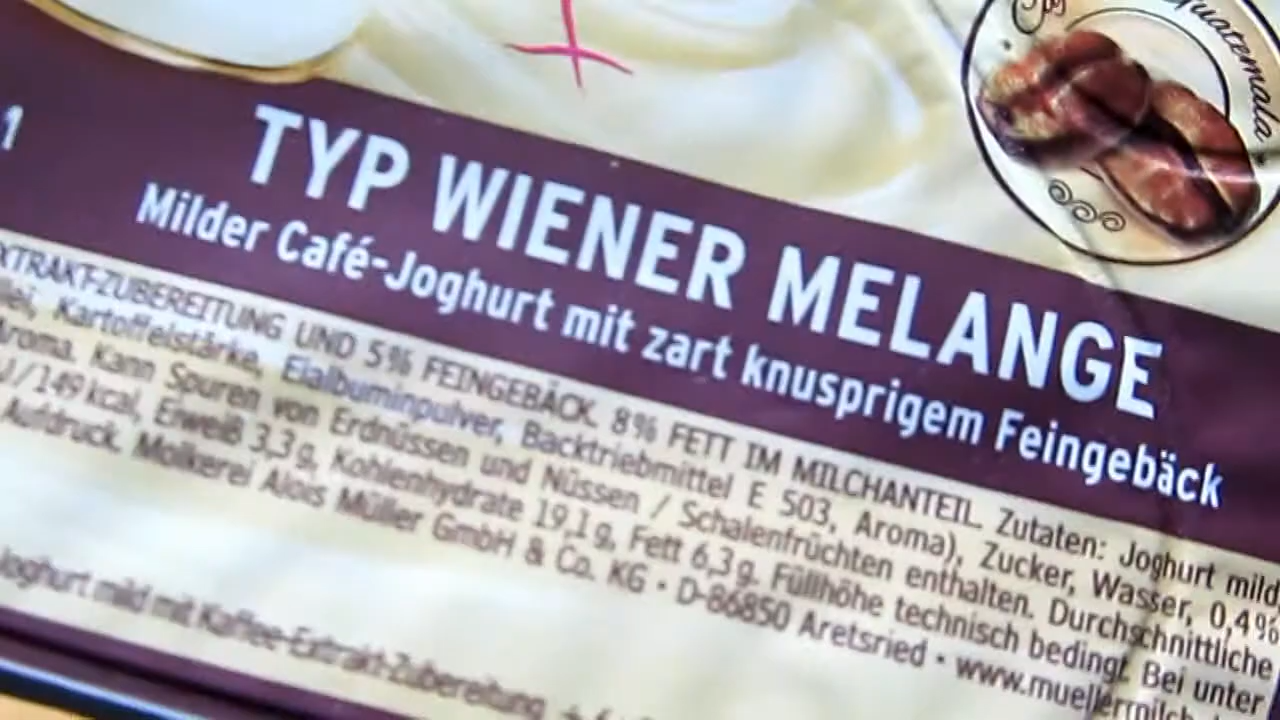 Guatemala
1
TYP WIENER MELANGE
Milder Café-Joghurt mit zart knusprigem Feingebäck
XTRAKT-ZUBEREITUNG UND 5% FEINGEBÄCK. 8% FETT IM MILCHANTEIL. Zutaten: Joghurt mild,
Kartoffelstärke, Eialbuminpulver, Backtriebmittel E 503, Aroma), Zucker, Wasser, 0,4%
Aroma. Kann Spuren von Erdnüssen und Nüssen / Schalenfrüchten enthalten. Durchschnittliche
J/149 kcal, Eiweiß 3,3 g, Kohlenhydrate 19,1 g, Fett 6,3 g. Füllhöhe technisch bedingt. Bei unter
Aufdruck. Molkerei Alois Müller GmbH & Co. KG · D-86850 Aretsried · www.muellermilch.
Joghurt mild mit Kaffee-Extrakt-Zubereitung